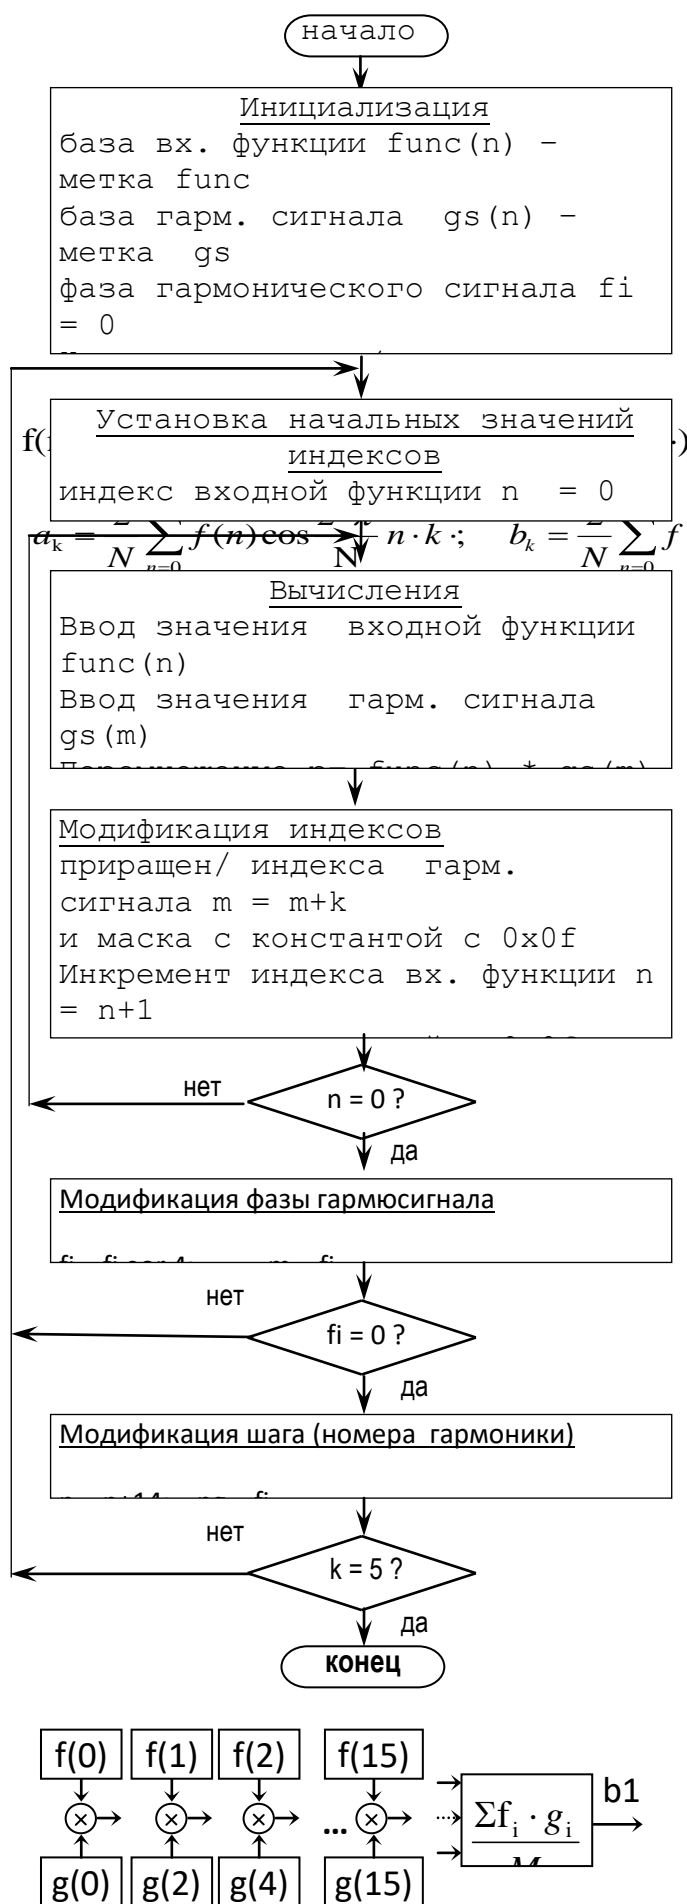 начало
Инициализация
база вх. функции func(n) –
метка func
база гарм. сигнала gs(n) –
метка gs
фаза гармонического сигнала fi
= 0
Установка начальных значений
индексов
индекс входной функции n = 0
Вычисления
Ввод значения входной функции
func(n)
Ввод значения гарм. сигнала
gs(m)
Модификация индексов
приращен/ индекса гарм.
сигнала m = m+k
и маска с константой с 0x0f
Инкремент индекса вх. функции n
= n+1
нет
n = 0 ?
да
Модификация фазы гармюсигнала
нет
fi = 0 ?
да
Модификация шага (номера гармоники)
нет
k = 5 ?
да
конец
f(0) f(1) f(2) f(15)
... b1
Σf_i · g_i
g(0) g(2) g(4) g(15)